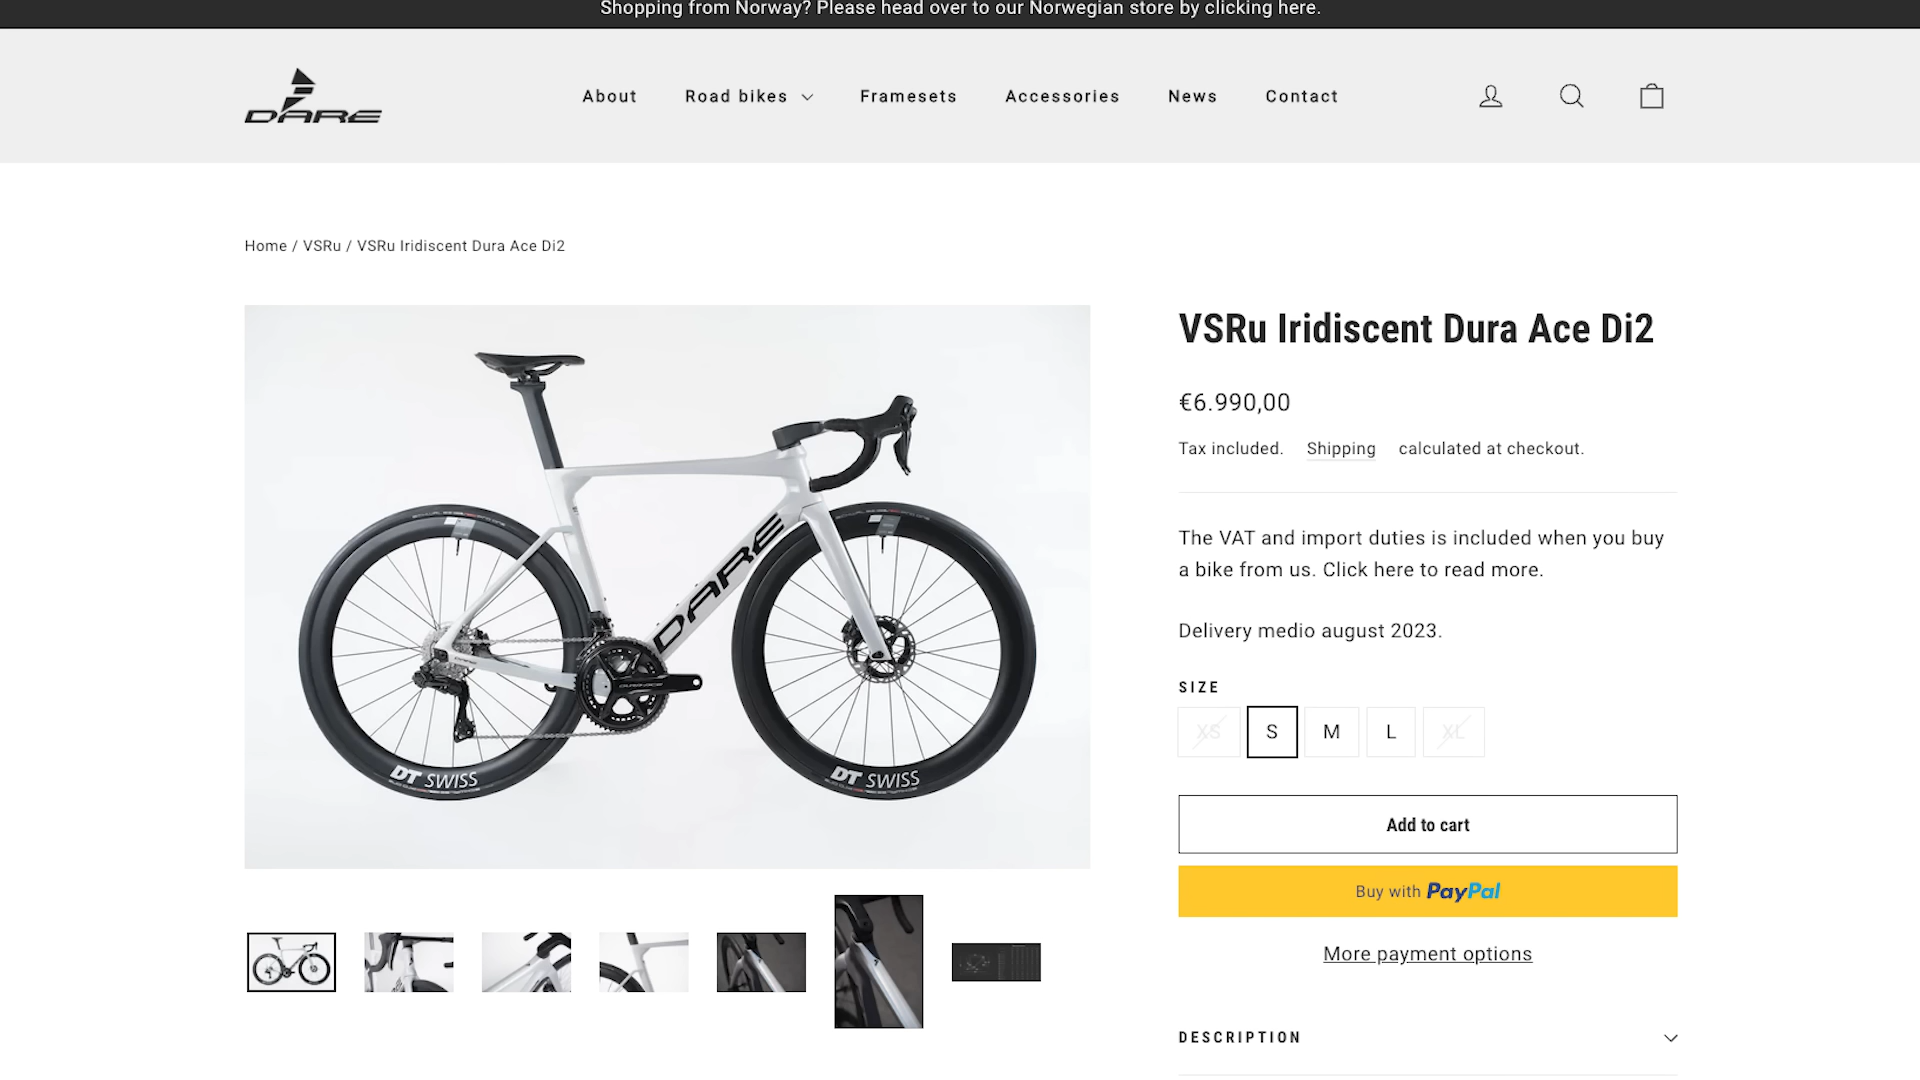 Shopping from Norway? Please head over to our Norwegian store by clicking here.
DARE
About
Road bikes
Framesets
Accessories
News
Contact
Home / VSRu / VSRu Iridiscent Dura Ace Di2
VSRu Iridiscent Dura Ace Di2
€6.990,00
Tax included. Shipping calculated at checkout.
The VAT and import duties is included when you buy
a bike from us. Click here to read more.
Delivery medio august 2023.
SIZE
XS
S
M
L
XL
Add to cart
Buy with PayPal
More payment options
DESCRIPTION
DARE
DURA-ACE
DT SWISS
DT SWISS